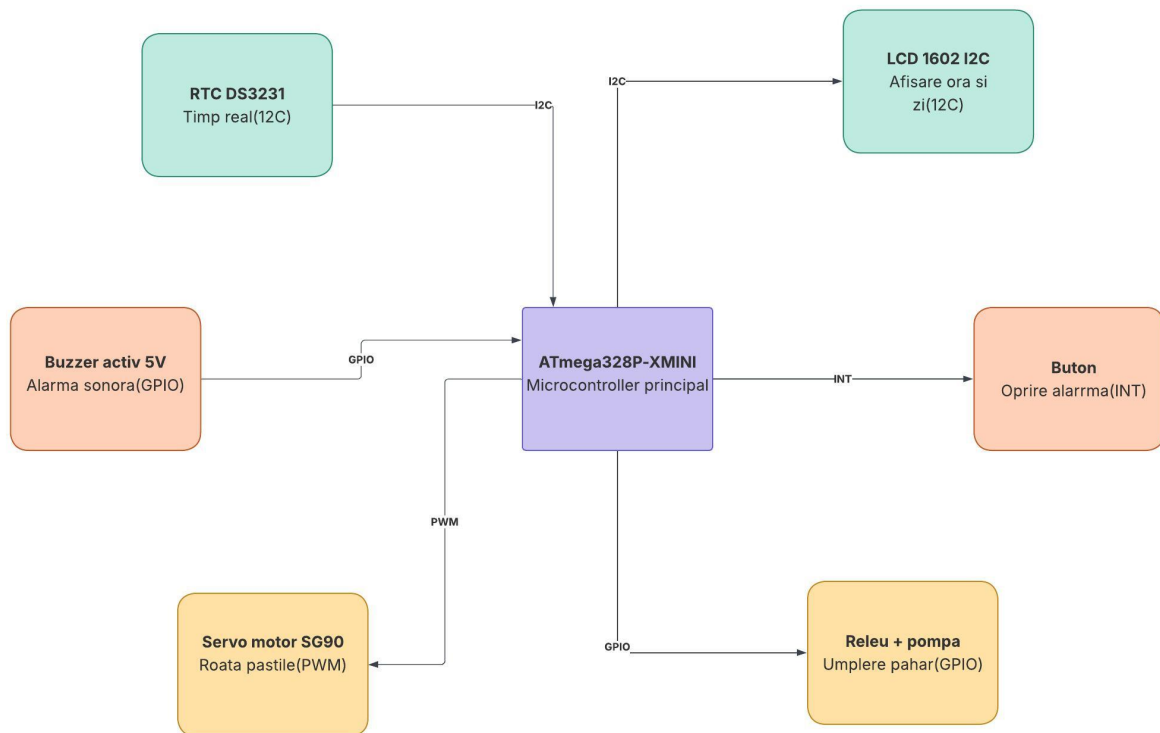 RTC DS3231
Timp real(12C)
I2C
I2C
LCD 1602 I2C
Afisare ora si
zi(12C)
Buzzer activ 5V
Alarma sonora(GPIO)
GPIO
ATmega328P-XMINI
Microcontroller principal
INT
Buton
Oprire alarrma(INT)
PWM
Servo motor SG90
Roata pastile(PWM)
GPIO
Releu + pompa
Umplere pahar(GPIO)